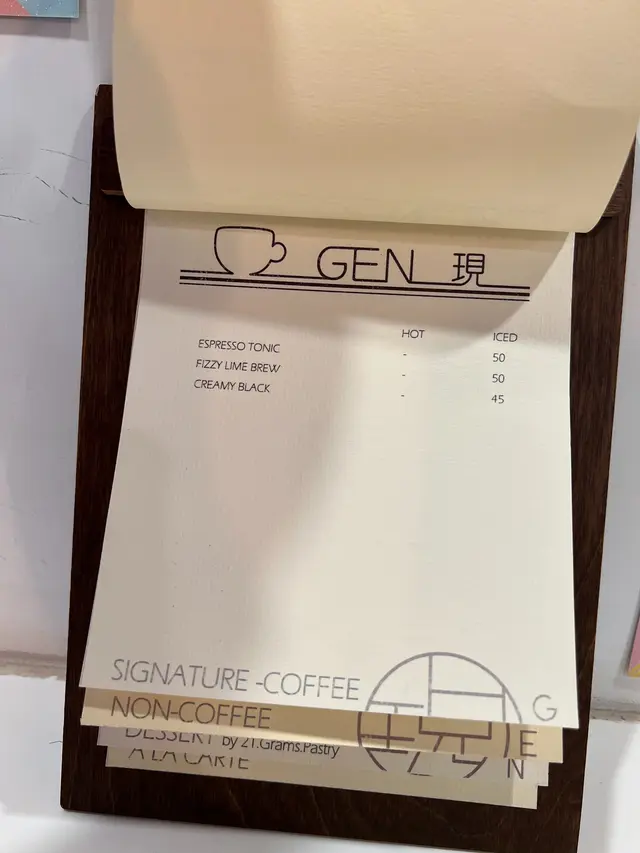 GEN 現
HOT ICED
ESPRESSO TONIC - 50
FIZZY LIME BREW - 50
CREAMY BLACK - 45
SIGNATURE -COFFEE
NON-COFFEE
DESSERT by 21.Grams.Pastry
A LA CARTE
現
G
E
N